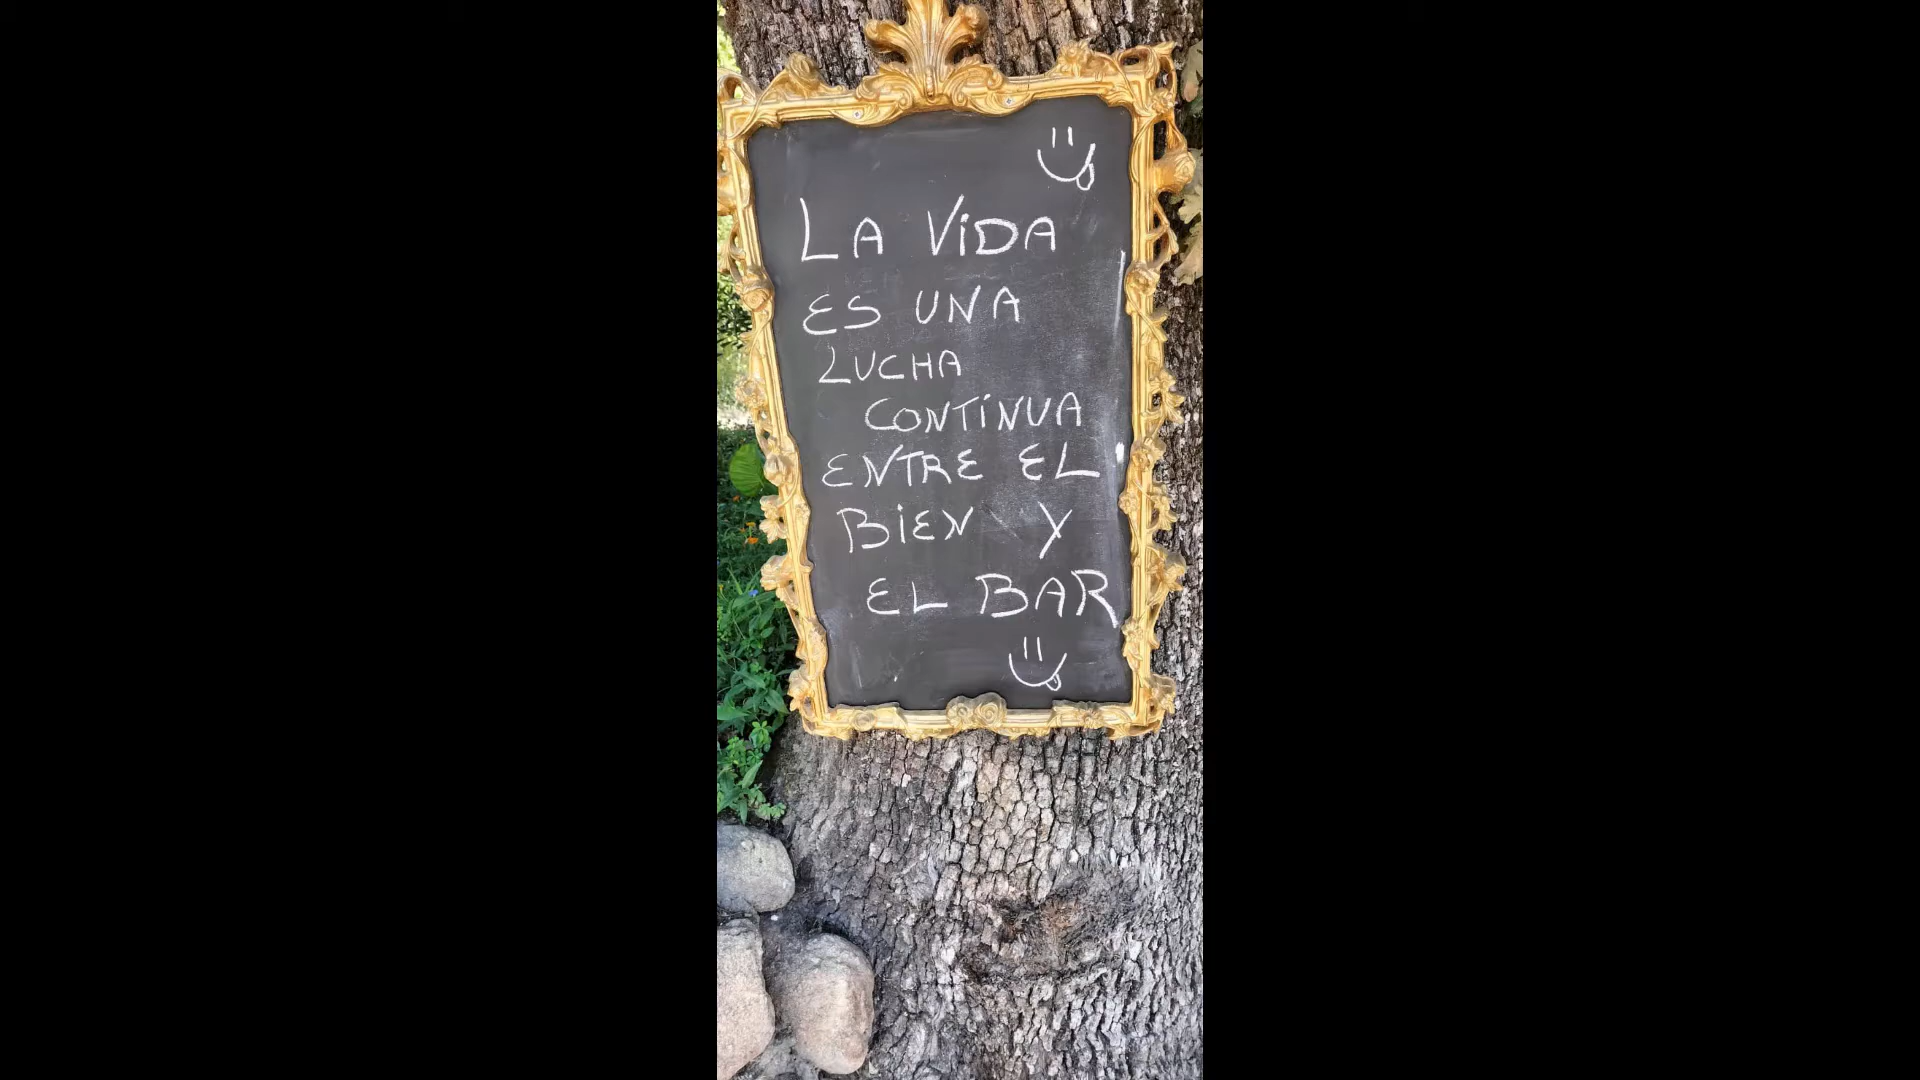 LA ViDA
ES UNA
LUCHA
CONTiNUA
ENTRE EL
BiEN Y
EL BAR